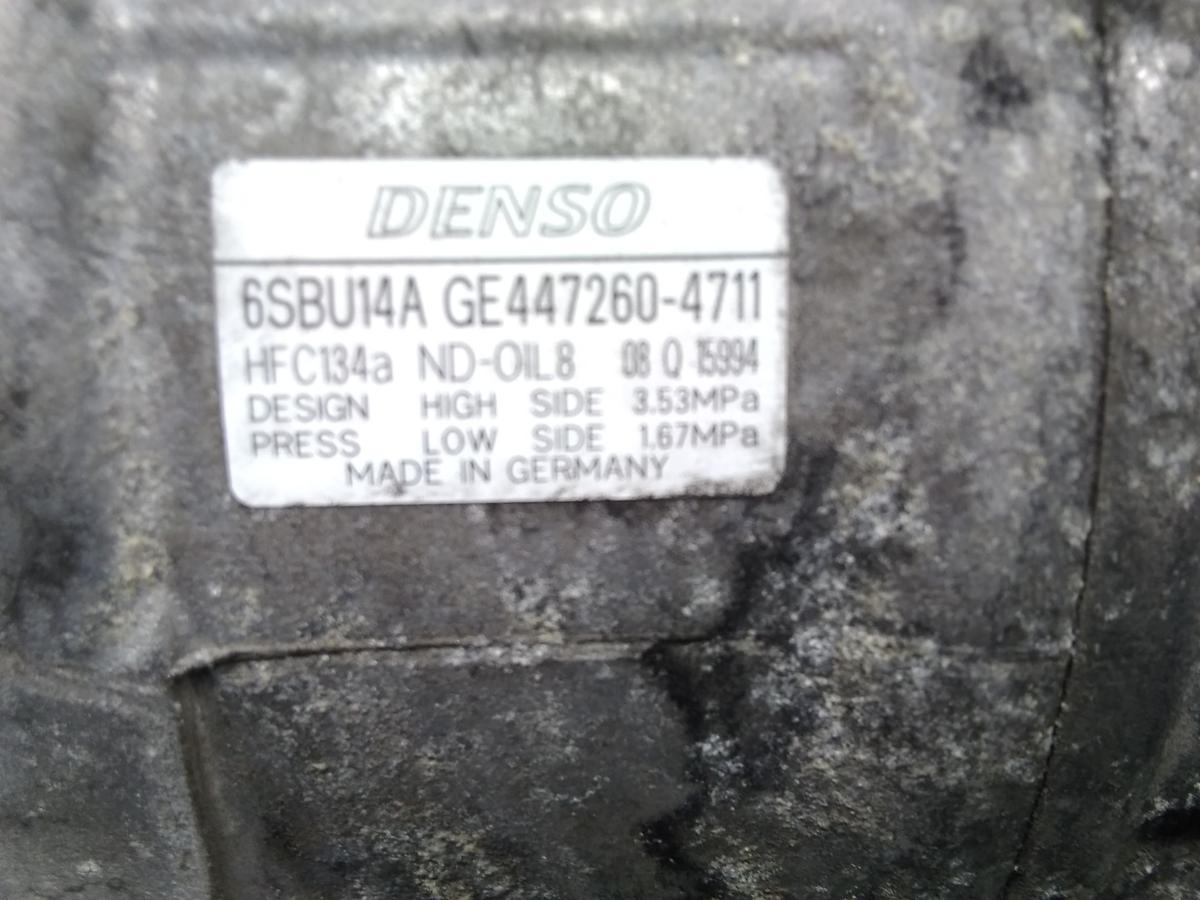 DENSO
6SBU14A GE447260-4711
HFC134a ND-OIL8 08 Q 15994
DESIGN HIGH SIDE 3.53MPa
PRESS LOW SIDE 1.67MPa
MADE IN GERMANY